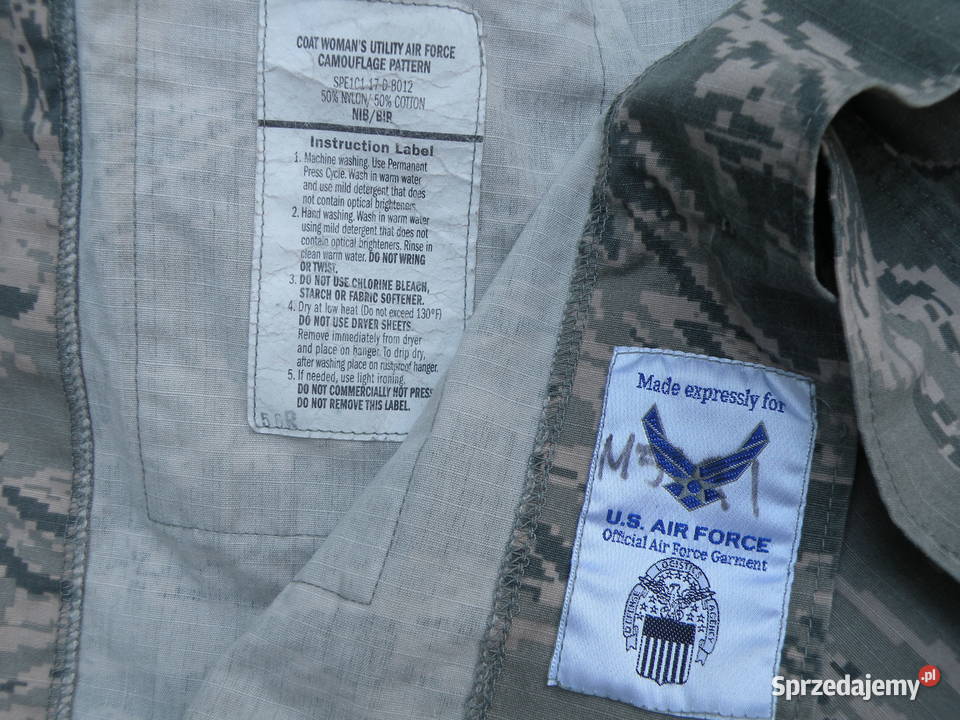 COAT WOMAN'S UTILITY AIR FORCE
CAMOUFLAGE PATTERN
SPE1C1-17-D-B012
50% NYLON/ 50% COTTON
NIB/BIR
Instruction Label
1. Machine washing. Use Permanent
Press Cycle. Wash in warm water
and use mild detergent that does
not contain optical brighteners.
2. Hand washing. Wash in warm water
using mild detergent that does not
contain optical brighteners. Rinse in
clean warm water. DO NOT WRING
OR TWIST.
3. DO NOT USE CHLORINE BLEACH,
STARCH OR FABRIC SOFTENER.
4. Dry at low heat (Do not exceed 130°F)
DO NOT USE DRYER SHEETS.
Remove immediately from dryer
and place on hanger. To drip dry,
after washing place on rustproof hanger.
5. If needed, use light ironing.
DO NOT COMMERCIALLY HOT PRESS
DO NOT REMOVE THIS LABEL.
Made expressly for
U.S. AIR FORCE
Official Air Force Garment
DEFENSE LOGISTICS AGENCY
Sprzedajemy.pl